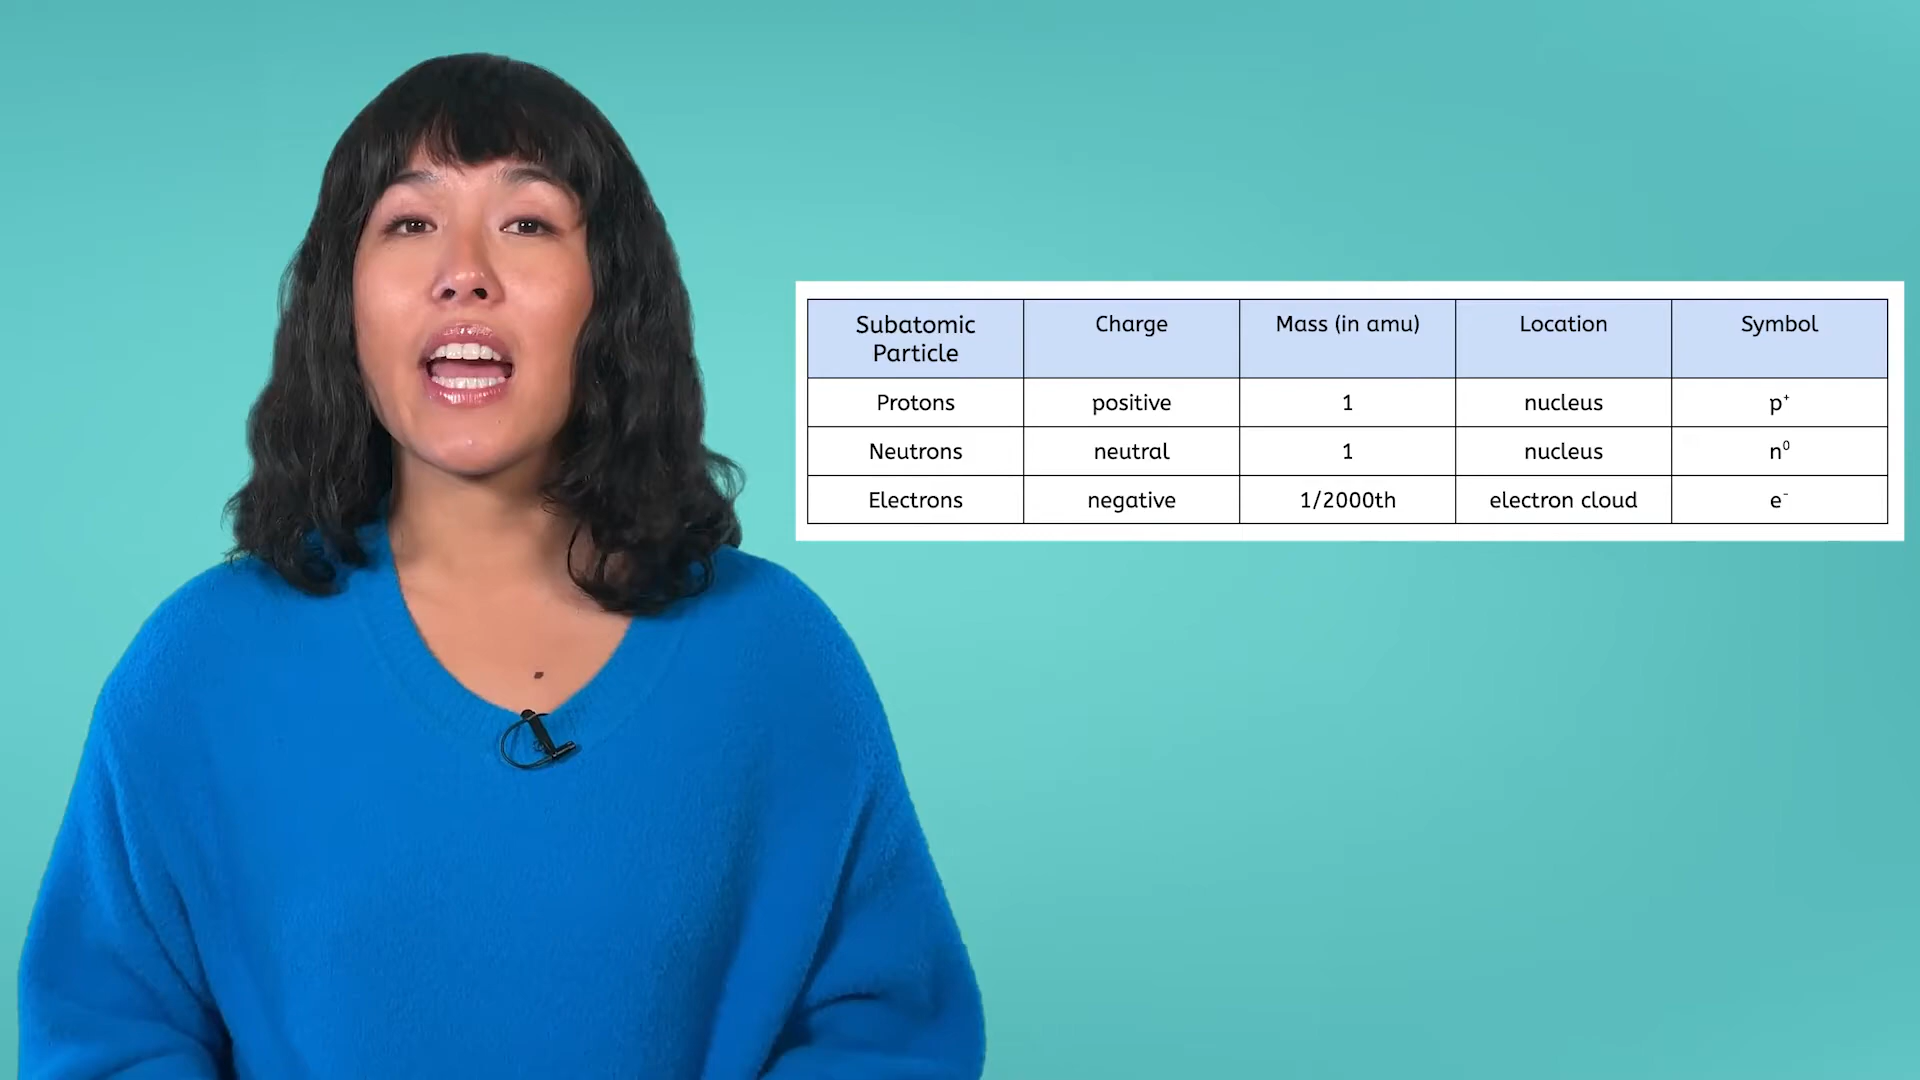 Subatomic Particle Charge Mass (in amu) Location Symbol
Protons positive 1 nucleus p⁺
Neutrons neutral 1 nucleus n⁰
Electrons negative 1/2000th electron cloud e⁻